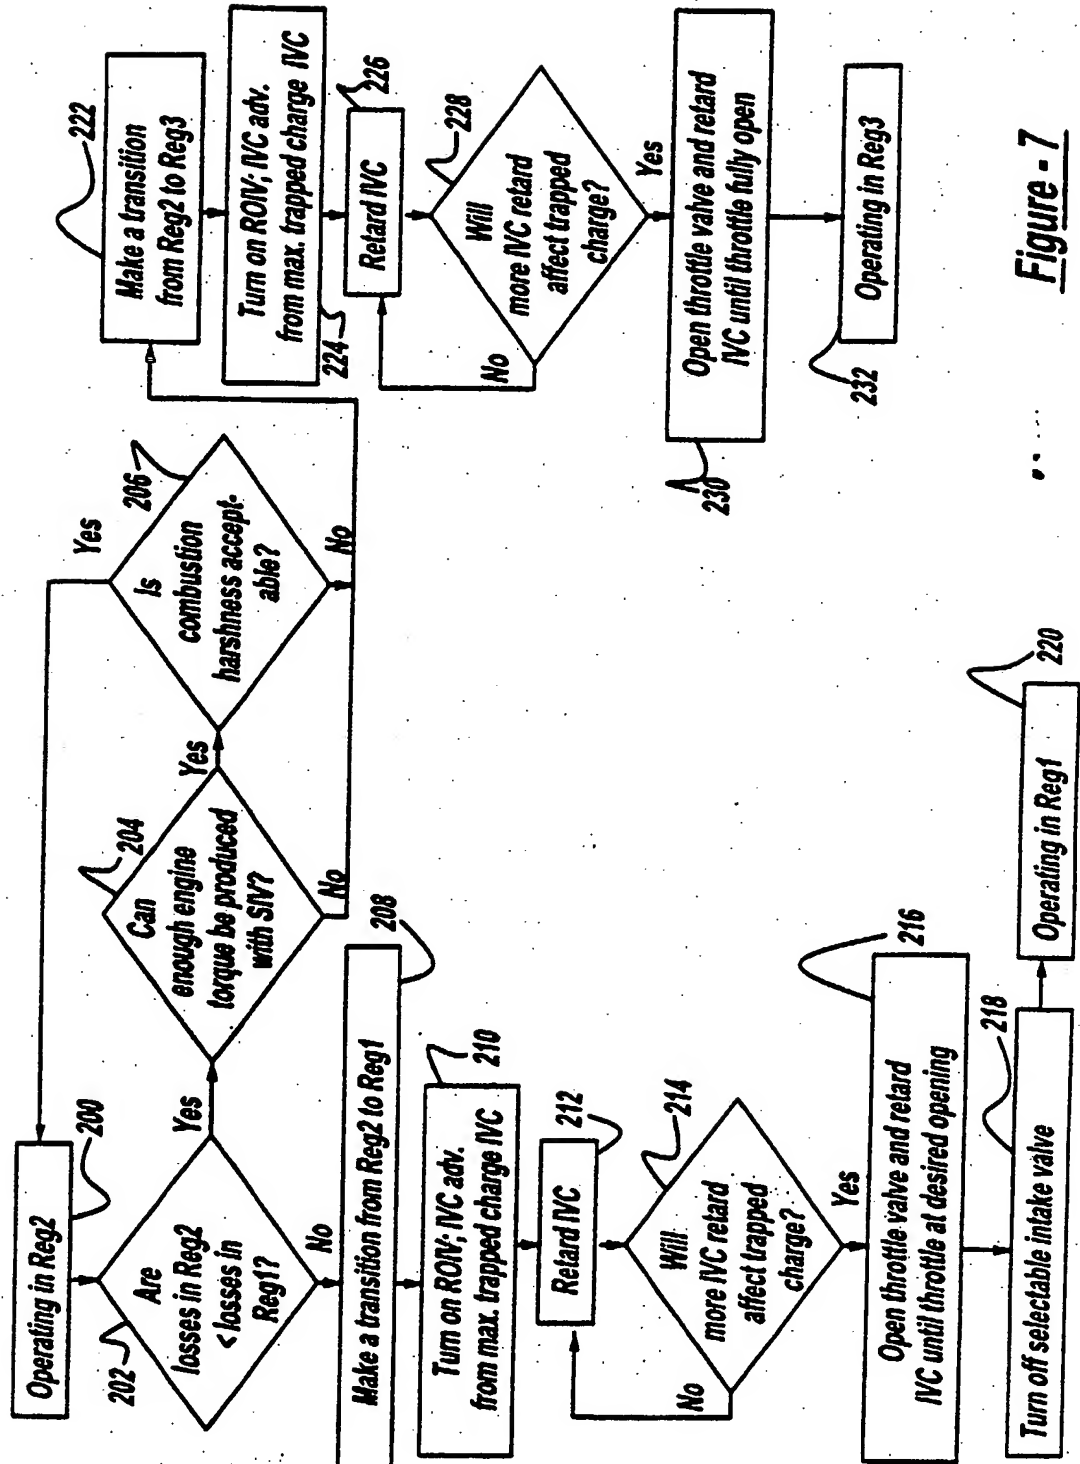 Operating in Reg2
200
Are
losses in Reg2
< losses in
Reg1?
202
Yes
No
Can
enough engine
torque be produced
with SIV?
204
Yes
No
Is
combustion
harshness accept-
able?
206
Yes
No
Make a transition from Reg2 to Reg1
208
Turn on ROIV; IVC adv.
from max. trapped charge IVC
210
Retard IVC
212
Will
more IVC retard
affect trapped
charge?
214
No
Yes
Open throttle valve and retard
IVC until throttle at desired opening
216
Turn off selectable intake valve
218
Operating in Reg1
220
Make a transition
from Reg2 to Reg3
222
Turn on ROIV; IVC adv.
from max. trapped charge IVC
224
Retard IVC
226
Will
more IVC retard
affect trapped
charge?
228
No
Yes
Open throttle valve and retard
IVC until throttle fully open
230
Operating in Reg3
232
Figure - 7